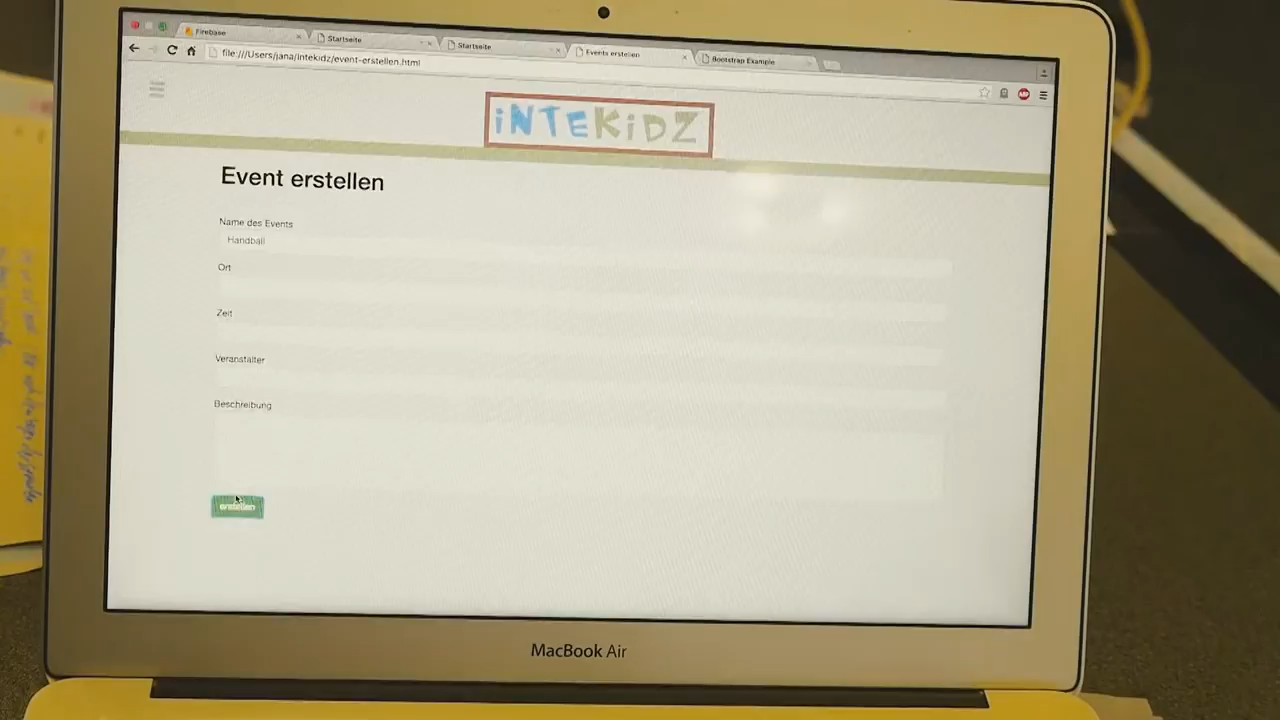 Firebase
Startseite
Startseite
Events erstellen
Bootstrap Example
file:///Users/jana/intekidz/event-erstellen.html
iNTEKiDZ
Event erstellen
Name des Events
Handball
Ort
Zeit
Veranstalter
Beschreibung
erstellen
MacBook Air